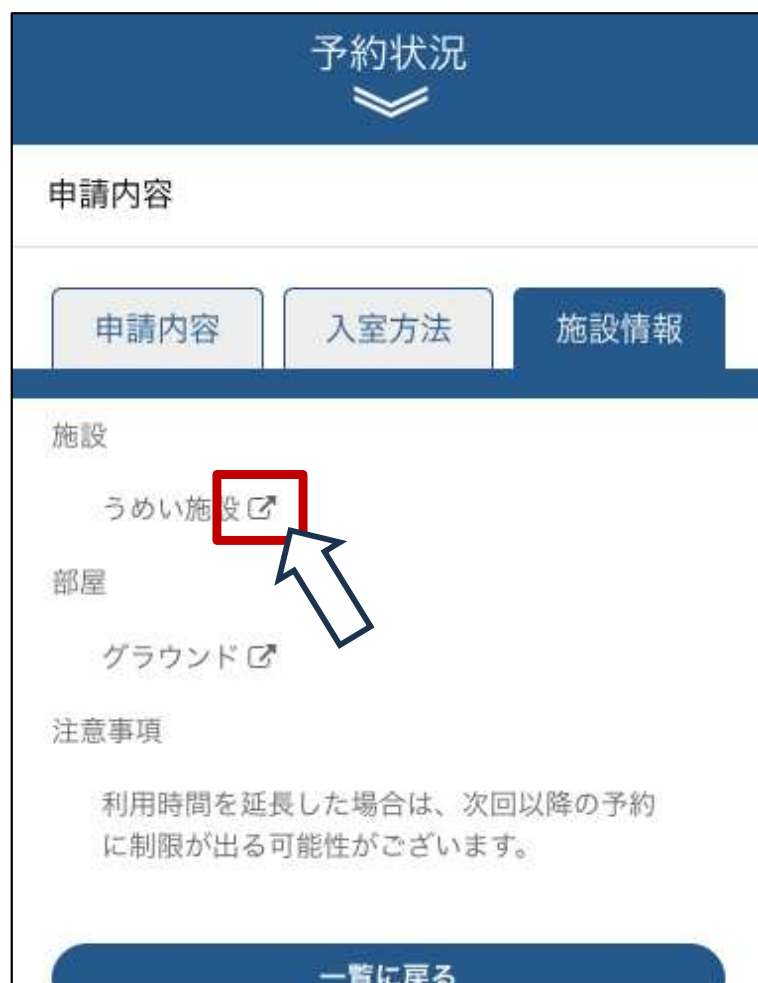 予約状況
申請内容
申請内容 入室方法 施設情報
施設
うめい施設
部屋
グラウンド
注意事項
利用時間を延長した場合は、次回以降の予約
に制限が出る可能性がございます。
一覧に戻る